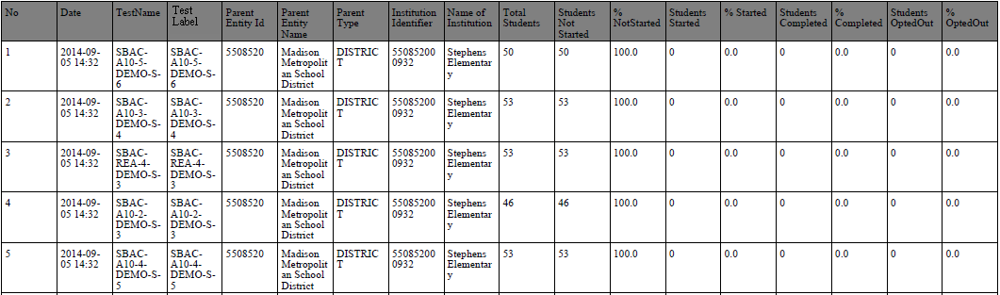 No Date TestName Test Label Parent Entity Id Parent Entity Name Parent Type Institution Identifier Name of Institution Total Students Students Not Started % NotStarted Students Started % Started Students Completed % Completed Students OptedOut % OptedOut
1 2014-09-05 14:32 SBAC-A10-5-DEMO-S-6 SBAC-A10-5-DEMO-S-6 5508520 Madison Metropolitan School District DISTRICT 550852000932 Stephens Elementary 50 50 100.0 0 0.0 0 0.0 0 0.0
2 2014-09-05 14:32 SBAC-A10-3-DEMO-S-4 SBAC-A10-3-DEMO-S-4 5508520 Madison Metropolitan School District DISTRICT 550852000932 Stephens Elementary 53 53 100.0 0 0.0 0 0.0 0 0.0
3 2014-09-05 14:32 SBAC-REA-4-DEMO-S-3 SBAC-REA-4-DEMO-S-3 5508520 Madison Metropolitan School District DISTRICT 550852000932 Stephens Elementary 53 53 100.0 0 0.0 0 0.0 0 0.0
4 2014-09-05 14:32 SBAC-A10-2-DEMO-S-3 SBAC-A10-2-DEMO-S-3 5508520 Madison Metropolitan School District DISTRICT 550852000932 Stephens Elementary 46 46 100.0 0 0.0 0 0.0 0 0.0
5 2014-09-05 14:32 SBAC-A10-4-DEMO-S-5 SBAC-A10-4-DEMO-S-5 5508520 Madison Metropolitan School District DISTRICT 550852000932 Stephens Elementary 53 53 100.0 0 0.0 0 0.0 0 0.0